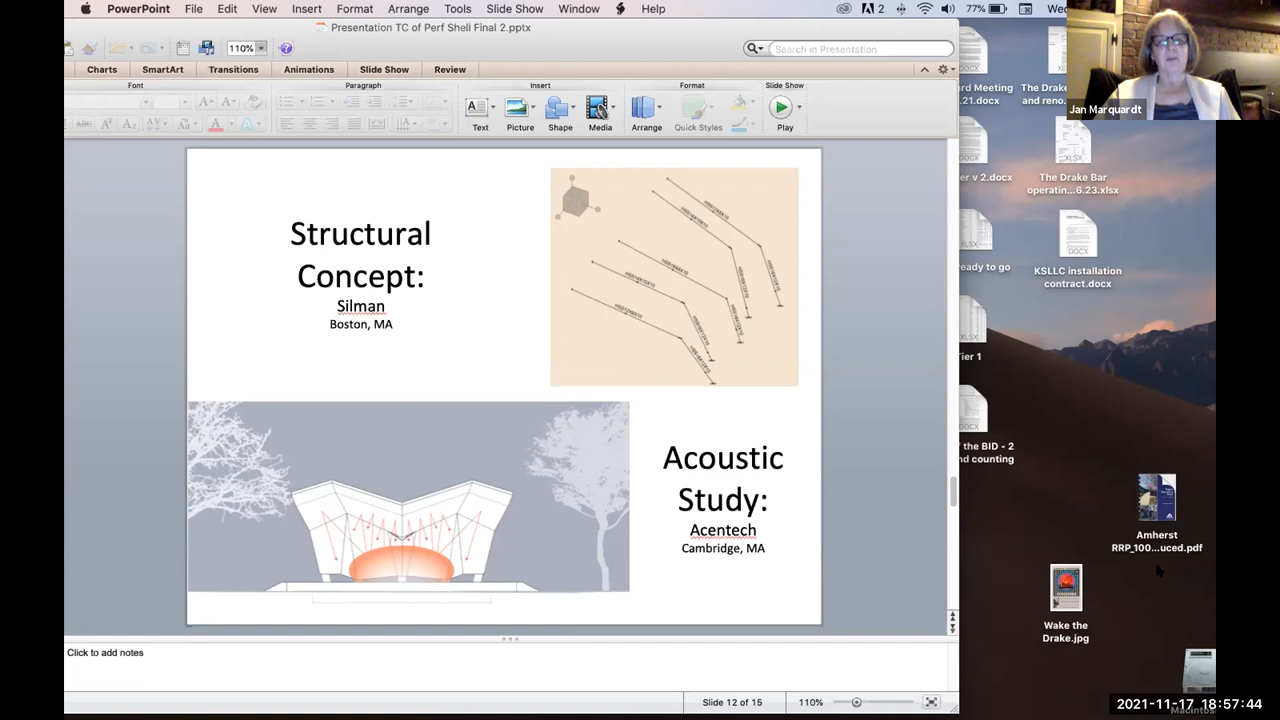 PowerPoint File Edit View Insert Format Arrange Tools Slide Show Window Help
2 77% Wed
Presentation TC of Perf Shell Final 2.pptx
110%
Search in Presentation
Charts SmartArt Transitions Animations Slide Show Review
Font Paragraph Insert Format Slide Show
Text Picture Shape Media Arrange Quick Styles Play
Structural
Concept:
Silman
Boston, MA
Acoustic
Study:
Acentech
Cambridge, MA
Click to add notes
Slide 12 of 15 110%
Jan Marquardt
ard Meeting
.21.docx
The Drake
and reno.
er v 2.docx
The Drake Bar
operatin...6.23.xlsx
eady to go
KSLLC installation
contract.docx
Tier 1
f the BID - 2
nd counting
Amherst
RRP_100...uced.pdf
Wake the
Drake.jpg
DOCX
XLSX
2021-11-17 18:57:44